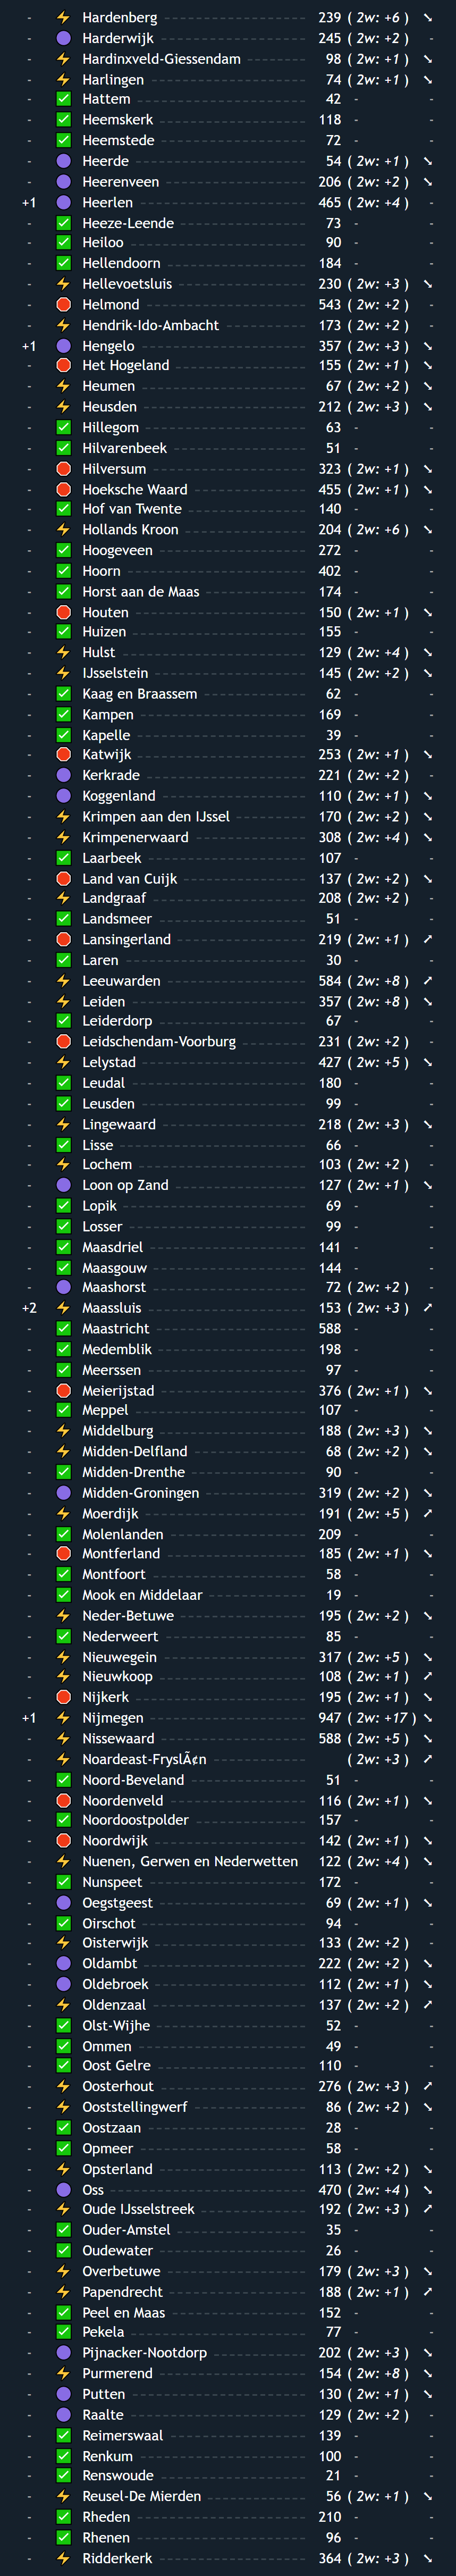 - Hardenberg 239 ( 2w: +6 ) ↘
- Harderwijk 245 ( 2w: +2 ) -
- Hardinxveld-Giessendam 98 ( 2w: +1 ) ↘
- Harlingen 74 ( 2w: +1 ) ↘
- Hattem 42 - -
- Heemskerk 118 - -
- Heemstede 72 - -
- Heerde 54 ( 2w: +1 ) ↘
- Heerenveen 206 ( 2w: +2 ) ↘
+1 Heerlen 465 ( 2w: +4 ) -
- Heeze-Leende 73 - -
- Heiloo 90 - -
- Hellendoorn 184 - -
- Hellevoetsluis 230 ( 2w: +3 ) ↘
- Helmond 543 ( 2w: +2 ) -
- Hendrik-Ido-Ambacht 173 ( 2w: +2 ) -
+1 Hengelo 357 ( 2w: +3 ) ↘
- Het Hogeland 155 ( 2w: +1 ) ↘
- Heumen 67 ( 2w: +2 ) ↘
- Heusden 212 ( 2w: +3 ) ↘
- Hillegom 63 - -
- Hilvarenbeek 51 - -
- Hilversum 323 ( 2w: +1 ) ↘
- Hoeksche Waard 455 ( 2w: +1 ) ↘
- Hof van Twente 140 - -
- Hollands Kroon 204 ( 2w: +6 ) ↘
- Hoogeveen 272 - -
- Hoorn 402 - -
- Horst aan de Maas 174 - -
- Houten 150 ( 2w: +1 ) ↘
- Huizen 155 - -
- Hulst 129 ( 2w: +4 ) ↘
- IJsselstein 145 ( 2w: +2 ) ↘
- Kaag en Braassem 62 - -
- Kampen 169 - -
- Kapelle 39 - -
- Katwijk 253 ( 2w: +1 ) ↘
- Kerkrade 221 ( 2w: +2 ) -
- Koggenland 110 ( 2w: +1 ) ↘
- Krimpen aan den IJssel 170 ( 2w: +2 ) ↘
- Krimpenerwaard 308 ( 2w: +4 ) ↘
- Laarbeek 107 - -
- Land van Cuijk 137 ( 2w: +2 ) ↘
- Landgraaf 208 ( 2w: +2 ) -
- Landsmeer 51 - -
- Lansingerland 219 ( 2w: +1 ) ↗
- Laren 30 - -
- Leeuwarden 584 ( 2w: +8 ) ↗
- Leiden 357 ( 2w: +8 ) ↘
- Leiderdorp 67 - -
- Leidschendam-Voorburg 231 ( 2w: +2 ) -
- Lelystad 427 ( 2w: +5 ) ↘
- Leudal 180 - -
- Leusden 99 - -
- Lingewaard 218 ( 2w: +3 ) ↘
- Lisse 66 - -
- Lochem 103 ( 2w: +2 ) -
- Loon op Zand 127 ( 2w: +1 ) ↘
- Lopik 69 - -
- Losser 99 - -
- Maasdriel 141 - -
- Maasgouw 144 - -
- Maashorst 72 ( 2w: +2 ) -
+2 Maassluis 153 ( 2w: +3 ) ↗
- Maastricht 588 - -
- Medemblik 198 - -
- Meerssen 97 - -
- Meierijstad 376 ( 2w: +1 ) ↘
- Meppel 107 - -
- Middelburg 188 ( 2w: +3 ) ↘
- Midden-Delfland 68 ( 2w: +2 ) ↘
- Midden-Drenthe 90 - -
- Midden-Groningen 319 ( 2w: +2 ) ↘
- Moerdijk 191 ( 2w: +5 ) ↗
- Molenlanden 209 - -
- Montferland 185 ( 2w: +1 ) ↘
- Montfoort 58 - -
- Mook en Middelaar 19 - -
- Neder-Betuwe 195 ( 2w: +2 ) ↘
- Nederweert 85 - -
- Nieuwegein 317 ( 2w: +5 ) ↘
- Nieuwkoop 108 ( 2w: +1 ) ↗
- Nijkerk 195 ( 2w: +1 ) ↘
+1 Nijmegen 947 ( 2w: +17 ) ↘
- Nissewaard 588 ( 2w: +5 ) ↘
- Noardeast-FryslÃ¢n ( 2w: +3 ) ↗
- Noord-Beveland 51 - -
- Noordenveld 116 ( 2w: +1 ) ↘
- Noordoostpolder 157 - -
- Noordwijk 142 ( 2w: +1 ) ↘
- Nuenen, Gerwen en Nederwetten 122 ( 2w: +4 ) ↘
- Nunspeet 172 - -
- Oegstgeest 69 ( 2w: +1 ) ↘
- Oirschot 94 - -
- Oisterwijk 133 ( 2w: +2 ) -
- Oldambt 222 ( 2w: +2 ) ↘
- Oldebroek 112 ( 2w: +1 ) ↘
- Oldenzaal 137 ( 2w: +2 ) ↗
- Olst-Wijhe 52 - -
- Ommen 49 - -
- Oost Gelre 110 - -
- Oosterhout 276 ( 2w: +3 ) ↗
- Ooststellingwerf 86 ( 2w: +2 ) ↘
- Oostzaan 28 - -
- Opmeer 58 - -
- Opsterland 113 ( 2w: +2 ) ↘
- Oss 470 ( 2w: +4 ) ↘
- Oude IJsselstreek 192 ( 2w: +3 ) ↗
- Ouder-Amstel 35 - -
- Oudewater 26 - -
- Overbetuwe 179 ( 2w: +3 ) ↘
- Papendrecht 188 ( 2w: +1 ) ↗
- Peel en Maas 152 - -
- Pekela 77 - -
- Pijnacker-Nootdorp 202 ( 2w: +3 ) ↘
- Purmerend 154 ( 2w: +8 ) ↘
- Putten 130 ( 2w: +1 ) ↘
- Raalte 129 ( 2w: +2 ) -
- Reimerswaal 139 - -
- Renkum 100 - -
- Renswoude 21 - -
- Reusel-De Mierden 56 ( 2w: +1 ) ↘
- Rheden 210 - -
- Rhenen 96 - -
- Ridderkerk 364 ( 2w: +3 ) ↘